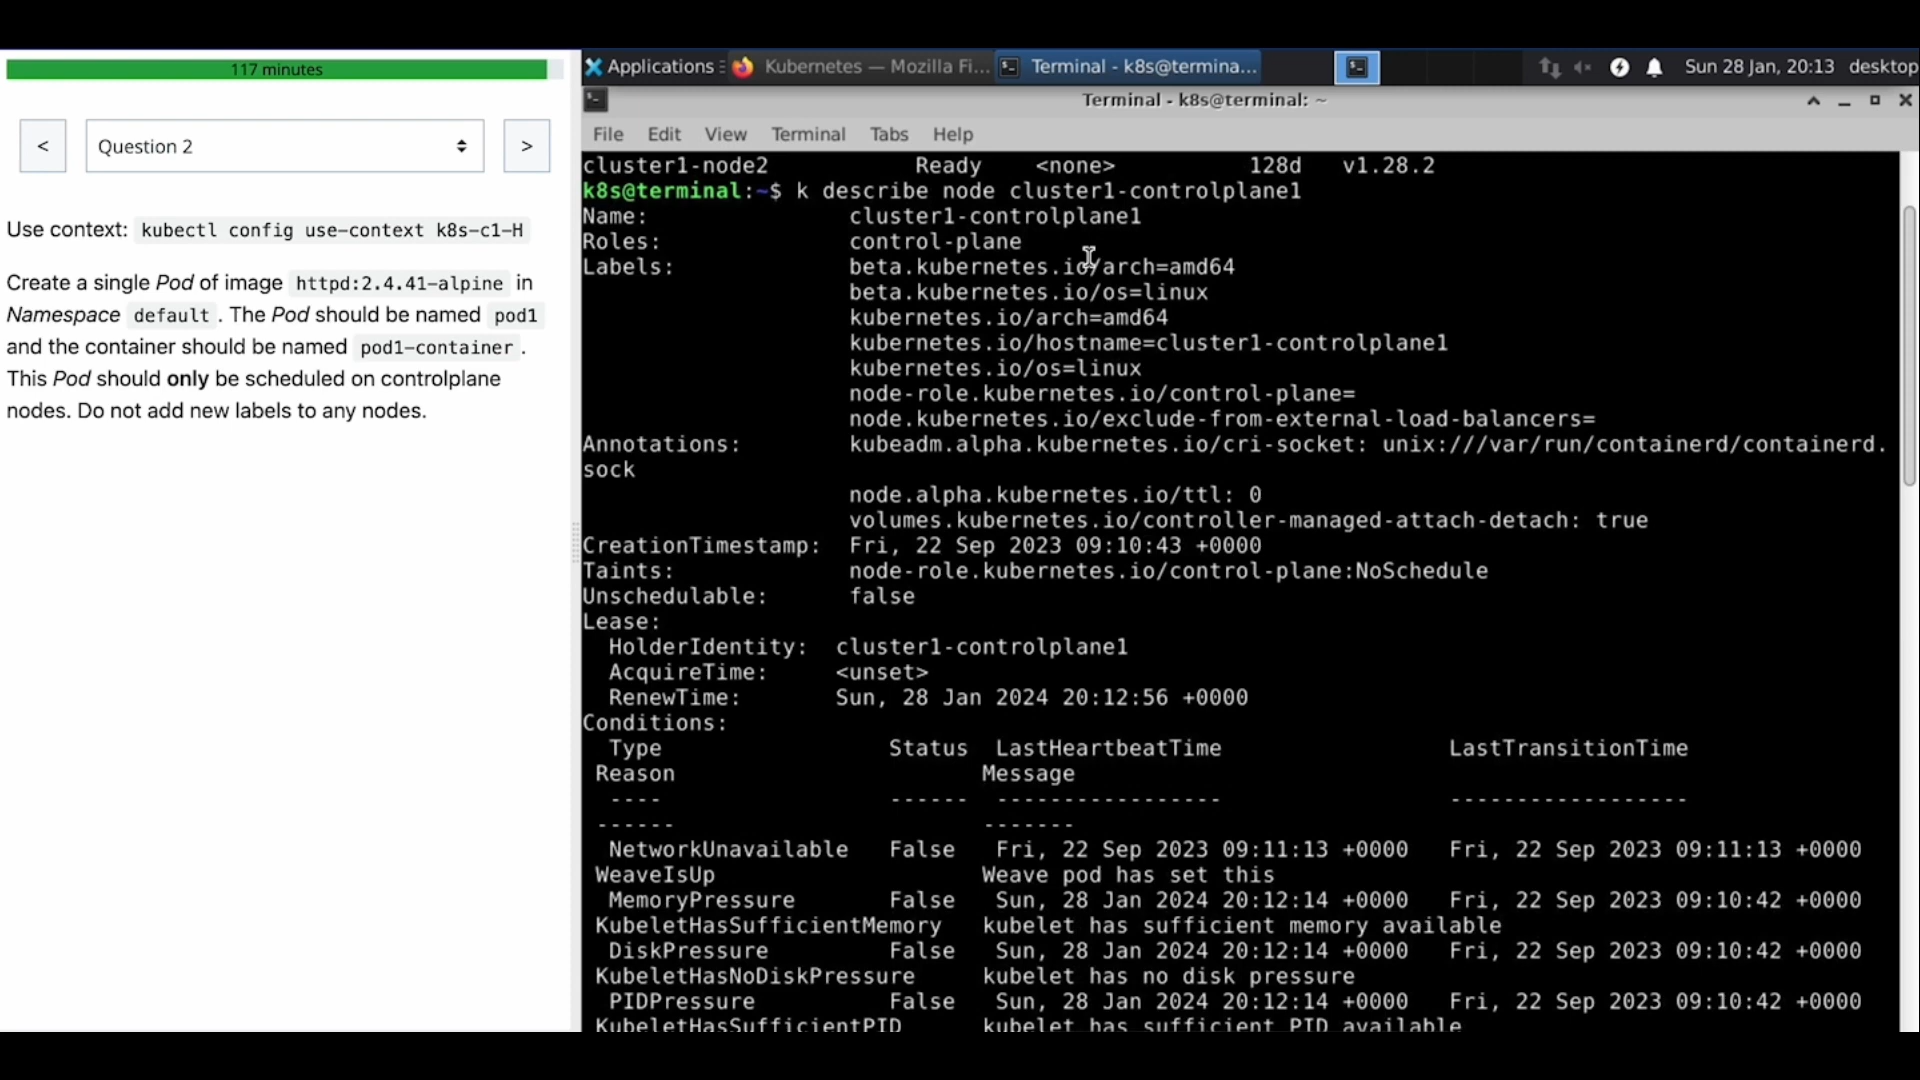 117 minutes
Applications
Kubernetes — Mozilla Fi...
Terminal - k8s@termina...
Sun 28 Jan, 20:13
desktop
Terminal - k8s@terminal: ~
<
Question 2
>
File Edit View Terminal Tabs Help
Use context: kubectl config use-context k8s-c1-H
Create a single Pod of image httpd:2.4.41-alpine in
Namespace default . The Pod should be named pod1
and the container should be named pod1-container .
This Pod should only be scheduled on controlplane
nodes. Do not add new labels to any nodes.
cluster1-node2 Ready <none> 128d v1.28.2
k8s@terminal:~$ k describe node cluster1-controlplane1
Name: cluster1-controlplane1
Roles: control-plane
Labels: beta.kubernetes.io/arch=amd64
beta.kubernetes.io/os=linux
kubernetes.io/arch=amd64
kubernetes.io/hostname=cluster1-controlplane1
kubernetes.io/os=linux
node-role.kubernetes.io/control-plane=
node.kubernetes.io/exclude-from-external-load-balancers=
Annotations: kubeadm.alpha.kubernetes.io/cri-socket: unix:///var/run/containerd/containerd.
sock
node.alpha.kubernetes.io/ttl: 0
volumes.kubernetes.io/controller-managed-attach-detach: true
CreationTimestamp: Fri, 22 Sep 2023 09:10:43 +0000
Taints: node-role.kubernetes.io/control-plane:NoSchedule
Unschedulable: false
Lease:
HolderIdentity: cluster1-controlplane1
AcquireTime: <unset>
RenewTime: Sun, 28 Jan 2024 20:12:56 +0000
Conditions:
Type Status LastHeartbeatTime LastTransitionTime
Reason Message
---- ------ ----------------- ------------------
------ -------
NetworkUnavailable False Fri, 22 Sep 2023 09:11:13 +0000 Fri, 22 Sep 2023 09:11:13 +0000
WeaveIsUp Weave pod has set this
MemoryPressure False Sun, 28 Jan 2024 20:12:14 +0000 Fri, 22 Sep 2023 09:10:42 +0000
KubeletHasSufficientMemory kubelet has sufficient memory available
DiskPressure False Sun, 28 Jan 2024 20:12:14 +0000 Fri, 22 Sep 2023 09:10:42 +0000
KubeletHasNoDiskPressure kubelet has no disk pressure
PIDPressure False Sun, 28 Jan 2024 20:12:14 +0000 Fri, 22 Sep 2023 09:10:42 +0000
KubeletHasSufficientPID kubelet has sufficient PID available